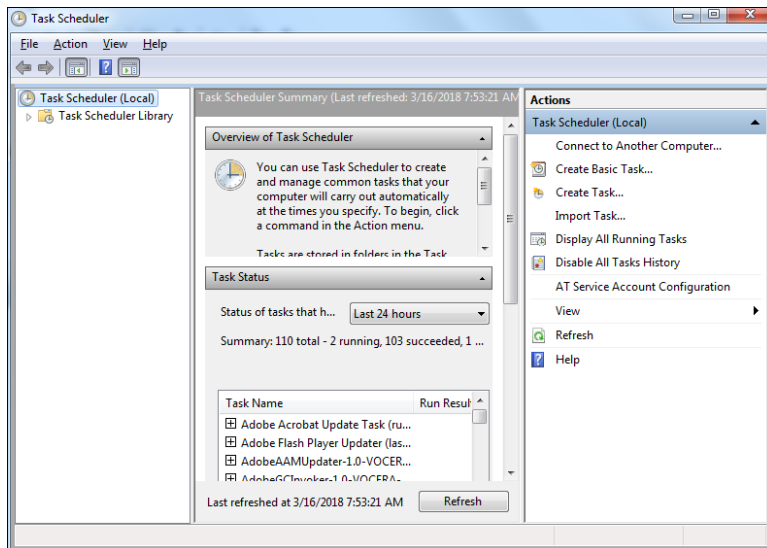 Task Scheduler
File Action View Help
Task Scheduler (Local)
Task Scheduler Library
Task Scheduler Summary (Last refreshed: 3/16/2018 7:53:21 AM
Overview of Task Scheduler
You can use Task Scheduler to create
and manage common tasks that your
computer will carry out automatically
at the times you specify. To begin, click
a command in the Action menu.
Tasks are stored in folders in the Task
Task Status
Status of tasks that h... Last 24 hours
Summary: 110 total - 2 running, 103 succeeded, 1 ...
Task Name Run Resul
Adobe Acrobat Update Task (ru...
Adobe Flash Player Updater (las...
AdobeAAMUpdater-1.0-VOCER...
AdobeGCInvoker-1.0-VOCERA-
Last refreshed at 3/16/2018 7:53:21 AM Refresh
Actions
Task Scheduler (Local)
Connect to Another Computer...
Create Basic Task...
Create Task...
Import Task...
Display All Running Tasks
Disable All Tasks History
AT Service Account Configuration
View
Refresh
Help